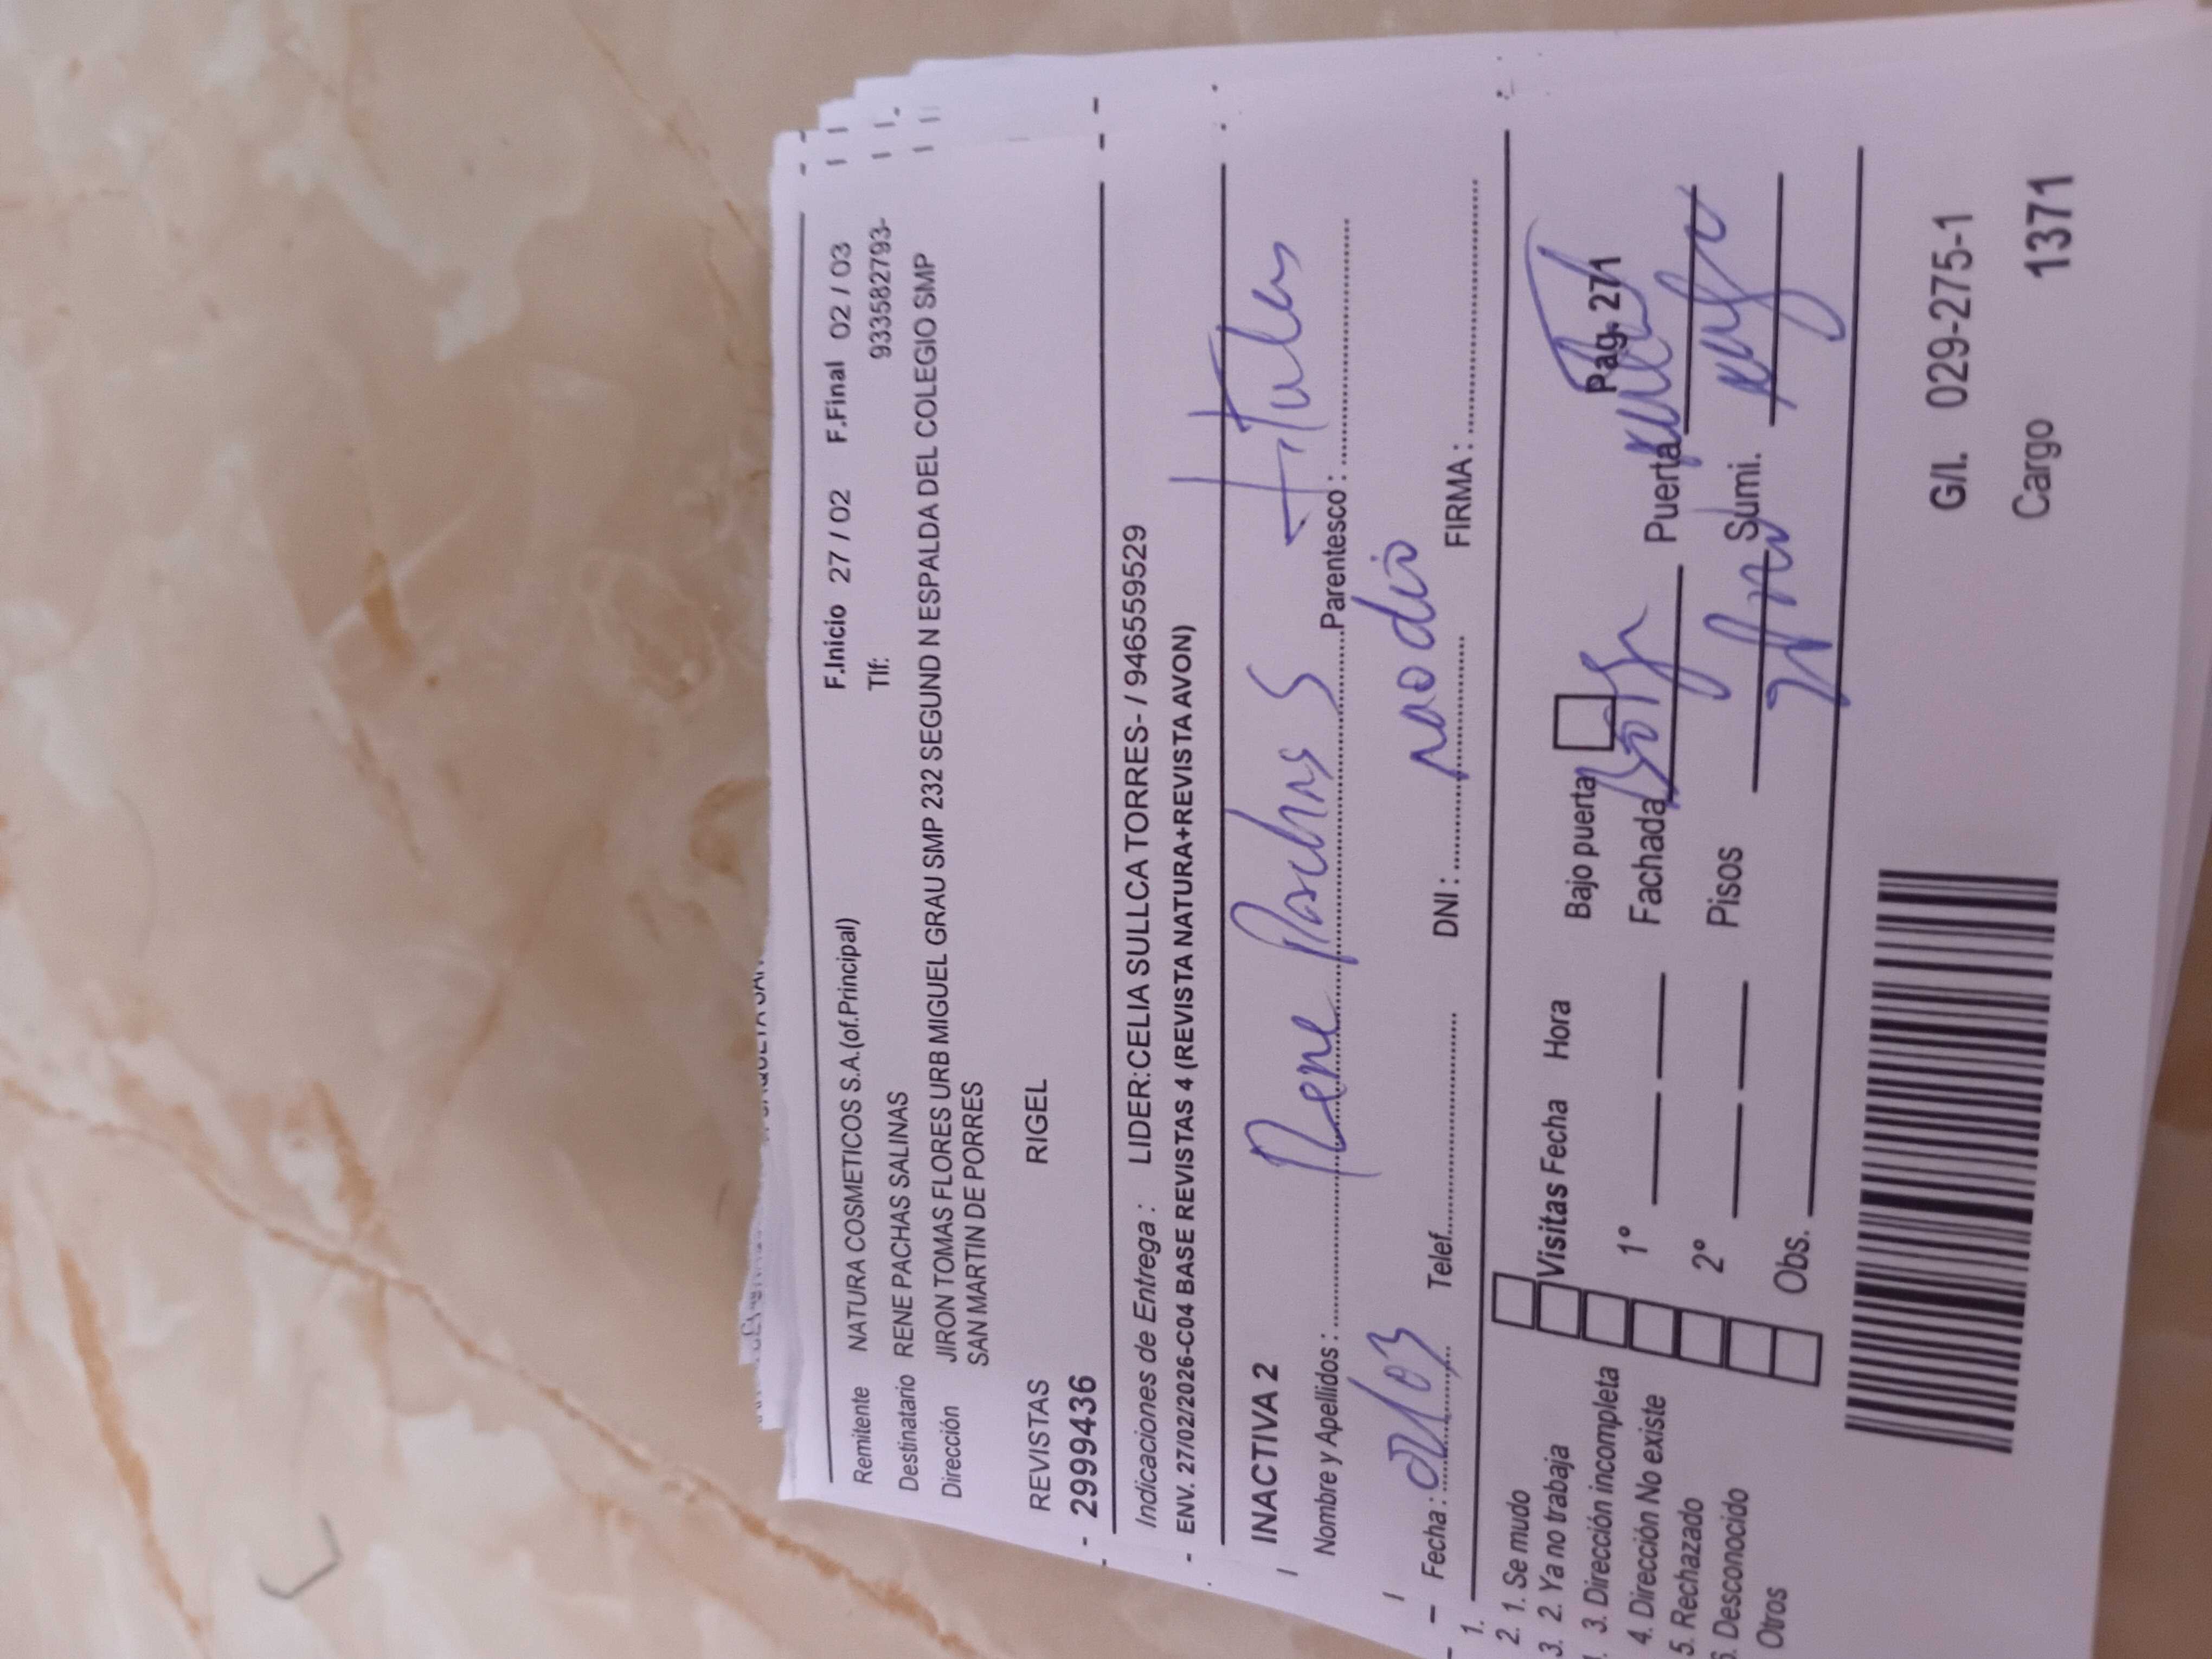 F.Inicio 27 / 02 F.Final 02 / 03
Remitente NATURA COSMETICOS S.A.(of.Principal) Tlf: 933582793-
Destinatario RENE PACHAS SALINAS
Dirección JIRON TOMAS FLORES URB MIGUEL GRAU SMP 232 SEGUND N ESPALDA DEL COLEGIO SMP
SAN MARTIN DE PORRES
REVISTAS RIGEL
2999436
Indicaciones de Entrega : LIDER:CELIA SULLCA TORRES- / 946559529
ENV. 27/02/2026-C04 BASE REVISTAS 4 (REVISTA NATURA+REVISTA AVON)
INACTIVA 2
Nombre y Apellidos : Rene Pachas S Parentesco : Titular
Fecha : 02/03 Telef. DNI : no dio FIRMA :
1.
2. 1. Se mudo
3. 2. Ya no trabaja Visitas Fecha Hora Bajo puerta Pag. 271
3. Dirección incompleta 1º Fachada Puerta
4. Dirección No existe
5. Rechazado 2º Pisos Sumi.
6. Desconocido
Otros Obs.
G/I. 029-275-1
Cargo 1371